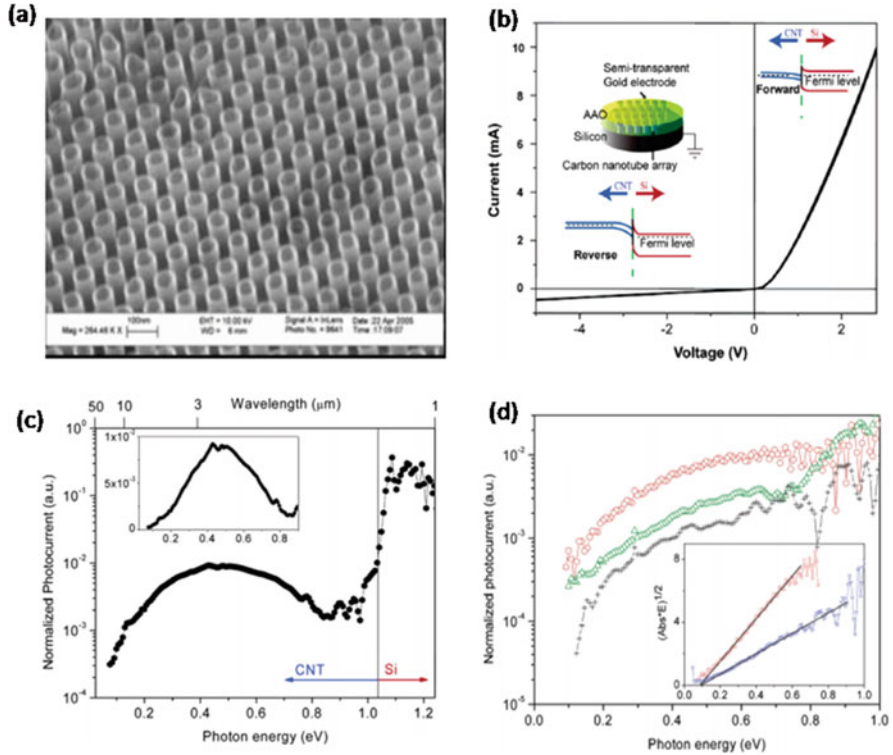 (a)
100nm
Mag = 264.46 K X
EHT = 10.00 kV
WD = 6 mm
Signal A = InLens
Photo No. = 9641
Date :22 Apr 2005
Time :17:09:07
(b)
11
10
8
6
4
2
0
Current (mA)
-4
-2
0
2
Voltage (V)
Semi-transparent
Gold electrode
AAO
Silicon
Carbon nanotube array
CNT
Si
Forward
Fermi level
CNT
Si
Fermi level
Reverse
(c)
50
10
3
Wavelength (μm)
1
10⁰
10⁻¹
10⁻²
10⁻³
10⁻⁴
Normalized Photocurrent (a.u.)
0
0.2
0.4
0.6
0.8
CNT
Si
0.2
0.4
0.6
0.8
1.0
1.2
Photon energy (eV)
(d)
10⁻²
10⁻³
10⁻⁴
10⁻⁵
Normalized photocurrent (a.u.)
(Abs*E)^1/2
8
4
0
0.0
0.2
0.4
0.6
0.8
1.0
0.0
0.2
0.4
0.6
0.8
1.0
Photon energy (eV)